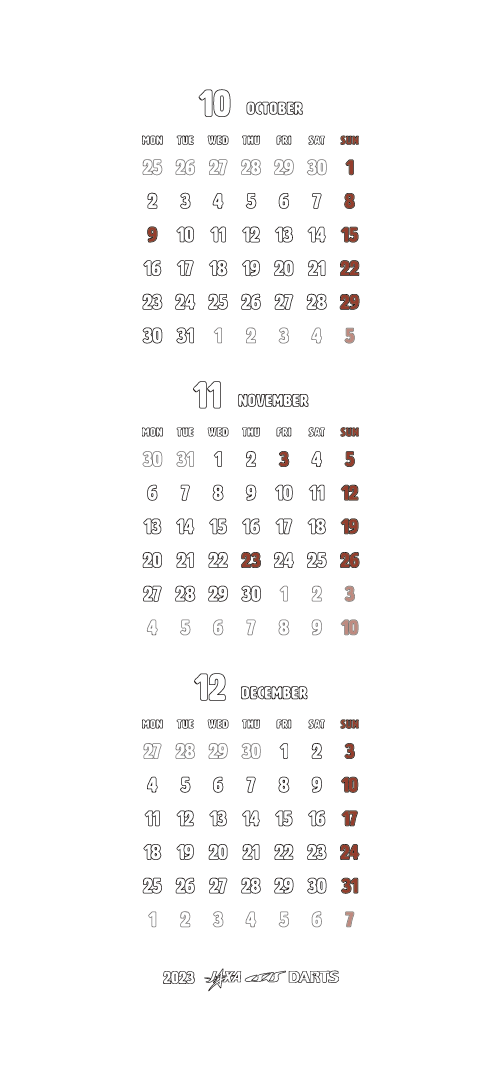 10 OCTOBER
MON TUE WED THU FRI SAT SUN
25 26 27 28 29 30 1
2 3 4 5 6 7 8
9 10 11 12 13 14 15
16 17 18 19 20 21 22
23 24 25 26 27 28 29
30 31 1 2 3 4 5
11 NOVEMBER
MON TUE WED THU FRI SAT SUN
30 31 1 2 3 4 5
6 7 8 9 10 11 12
13 14 15 16 17 18 19
20 21 22 23 24 25 26
27 28 29 30 1 2 3
4 5 6 7 8 9 10
12 DECEMBER
MON TUE WED THU FRI SAT SUN
27 28 29 30 1 2 3
4 5 6 7 8 9 10
11 12 13 14 15 16 17
18 19 20 21 22 23 24
25 26 27 28 29 30 31
1 2 3 4 5 6 7
2023 JAXA DARTS